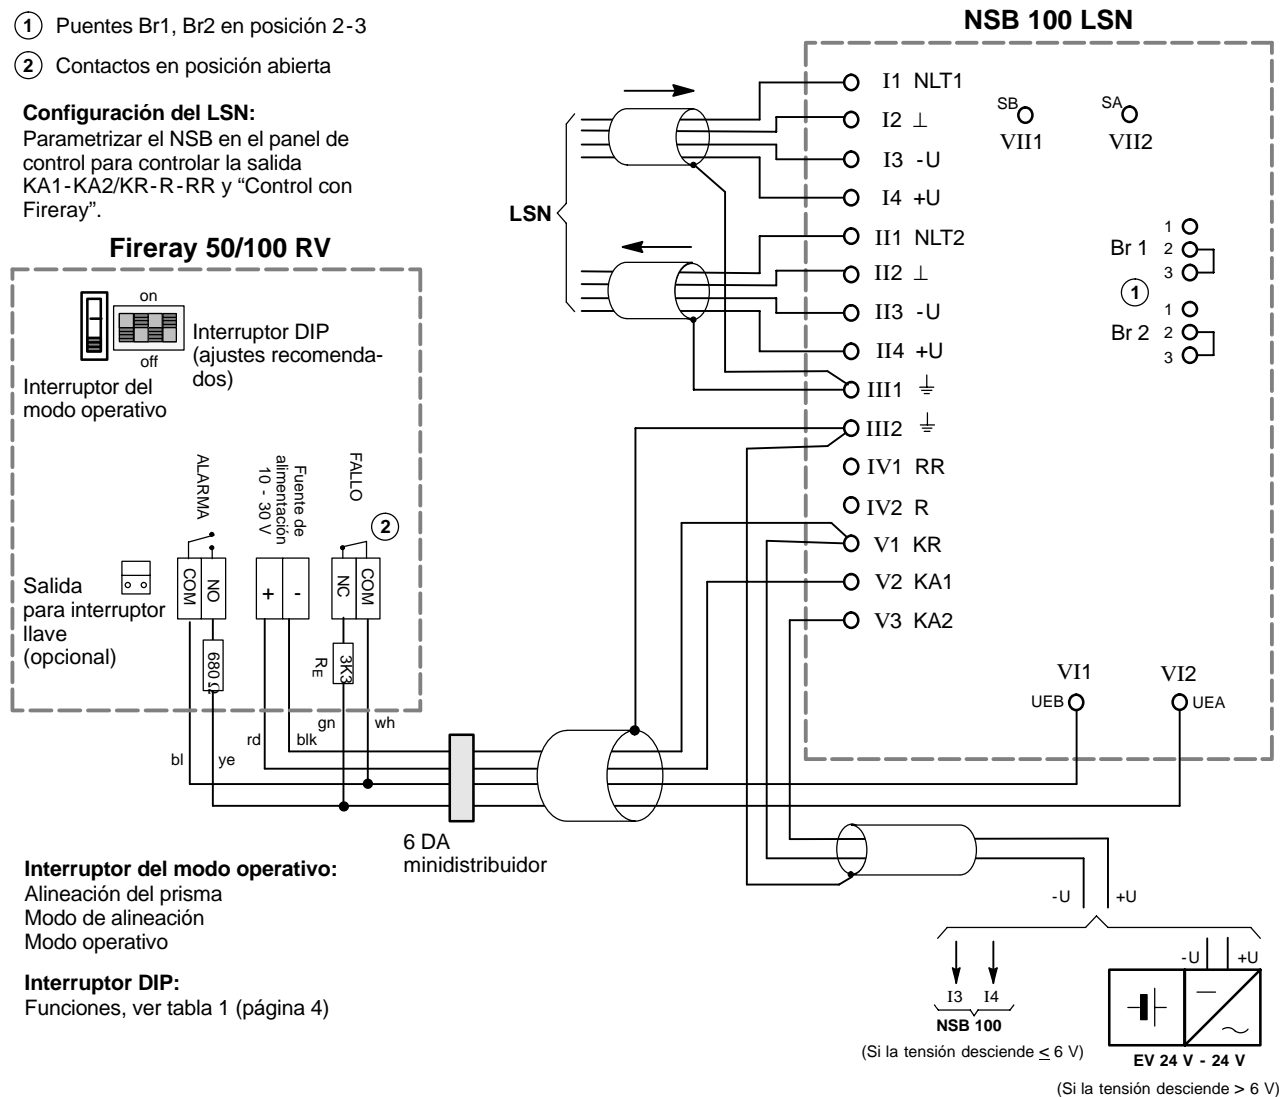 1 Puentes Br1, Br2 en posición 2-3
2 Contactos en posición abierta
Configuración del LSN:
Parametrizar el NSB en el panel de
control para controlar la salida
KA1-KA2/KR-R-RR y “Control con
Fireray”.
Fireray 50/100 RV
on
off
Interruptor DIP
(ajustes recomenda-
dos)
Interruptor del
modo operativo
ALARMA
Fuente de
alimentación
10 - 30 V
FALLO
2
COM
NO
+
-
NC
COM
Salida
para interruptor
llave
(opcional)
680 Ω
RE
3K3
bl
ye
rd
blk
gn
wh
6 DA
minidistribuidor
NSB 100 LSN
LSN
I1 NLT1
I2 ⊥
I3 -U
I4 +U
II1 NLT2
II2 ⊥
II3 -U
II4 +U
III1
III2
IV1 RR
IV2 R
V1 KR
V2 KA1
V3 KA2
SB
VII1
SA
VII2
Br 1
1
2
3
1
Br 2
1
2
3
VI1
UEB
VI2
UEA
-U
+U
I3 I4
NSB 100
(Si la tensión desciende ≤ 6 V)
-U
+U
EV 24 V - 24 V
(Si la tensión desciende > 6 V)
Interruptor del modo operativo:
Alineación del prisma
Modo de alineación
Modo operativo
Interruptor DIP:
Funciones, ver tabla 1 (página 4)